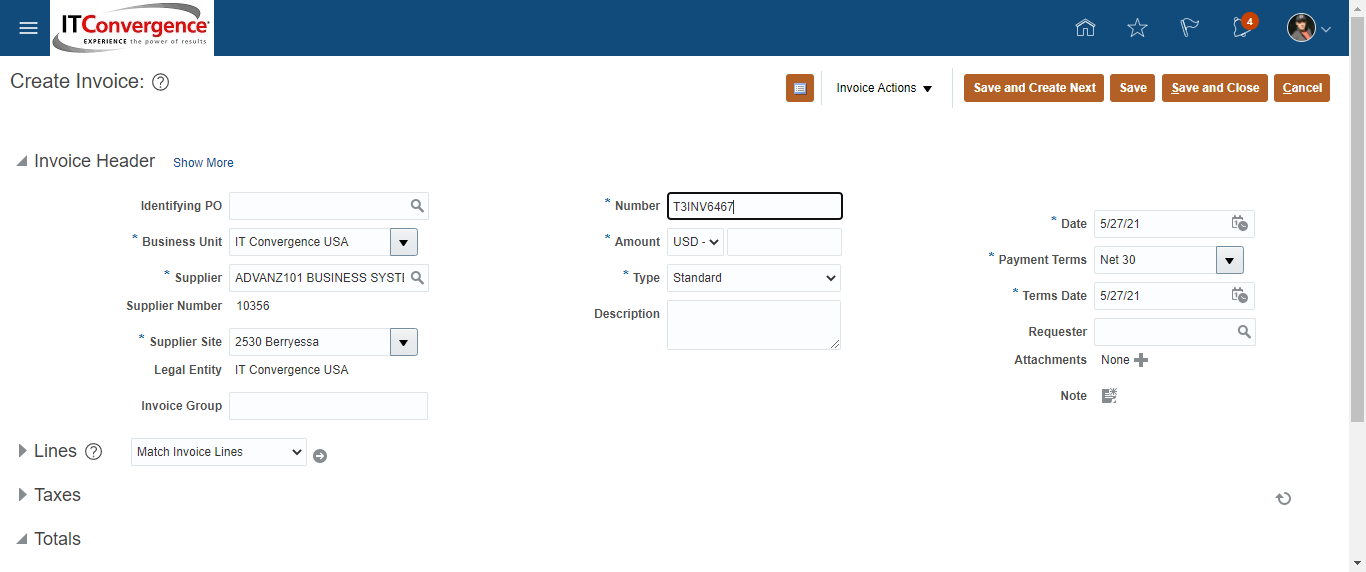 ITConvergence
EXPERIENCE the power of results
4
Create Invoice: ?
Invoice Actions
Save and Create Next
Save
Save and Close
Cancel
Invoice Header Show More
Identifying PO
* Business Unit IT Convergence USA
* Supplier ADVANZ101 BUSINESS SYSTE
Supplier Number 10356
* Supplier Site 2530 Berryessa
Legal Entity IT Convergence USA
Invoice Group
* Number T3INV6467
* Amount USD -
* Type Standard
Description
* Date 5/27/21
* Payment Terms Net 30
* Terms Date 5/27/21
Requester
Attachments None
Note
Lines ? Match Invoice Lines
Taxes
Totals